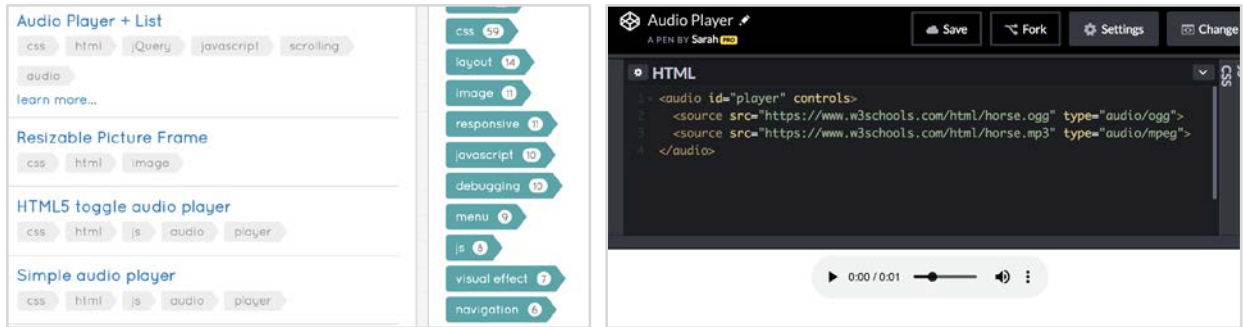 Audio Player + List
css html jQuery javascript scrolling
audio
learn more...
Resizable Picture Frame
css html image
HTML5 toggle audio player
css html js audio player
Simple audio player
css html js audio player
css 59
layout 14
image 11
responsive 11
javascript 10
debugging 10
menu 9
js 8
visual effect 7
navigation 6
Audio Player
A PEN BY Sarah PRO
Save
Fork
Settings
Change
HTML
CSS
1 <audio id="player" controls>
2 <source src="https://www.w3schools.com/html/horse.ogg" type="audio/ogg">
3 <source src="https://www.w3schools.com/html/horse.mp3" type="audio/mpeg">
4 </audio>
0:00 / 0:01